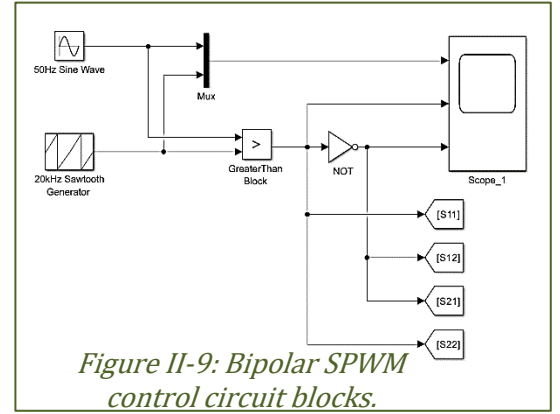 50Hz Sine Wave
Mux
20kHz Sawtooth
Generator
>
GreaterThan
Block
NOT
Scope_1
[S11]
[S12]
[S21]
[S22]
Figure II-9: Bipolar SPWM
control circuit blocks.